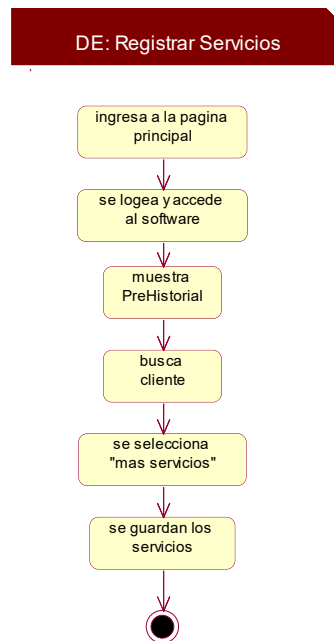 DE: Registrar Servicios
ingresa a la pagina
principal
se logea y accede
al software
muestra
PreHistorial
busca
cliente
se selecciona
"mas servicios"
se guardan los
servicios